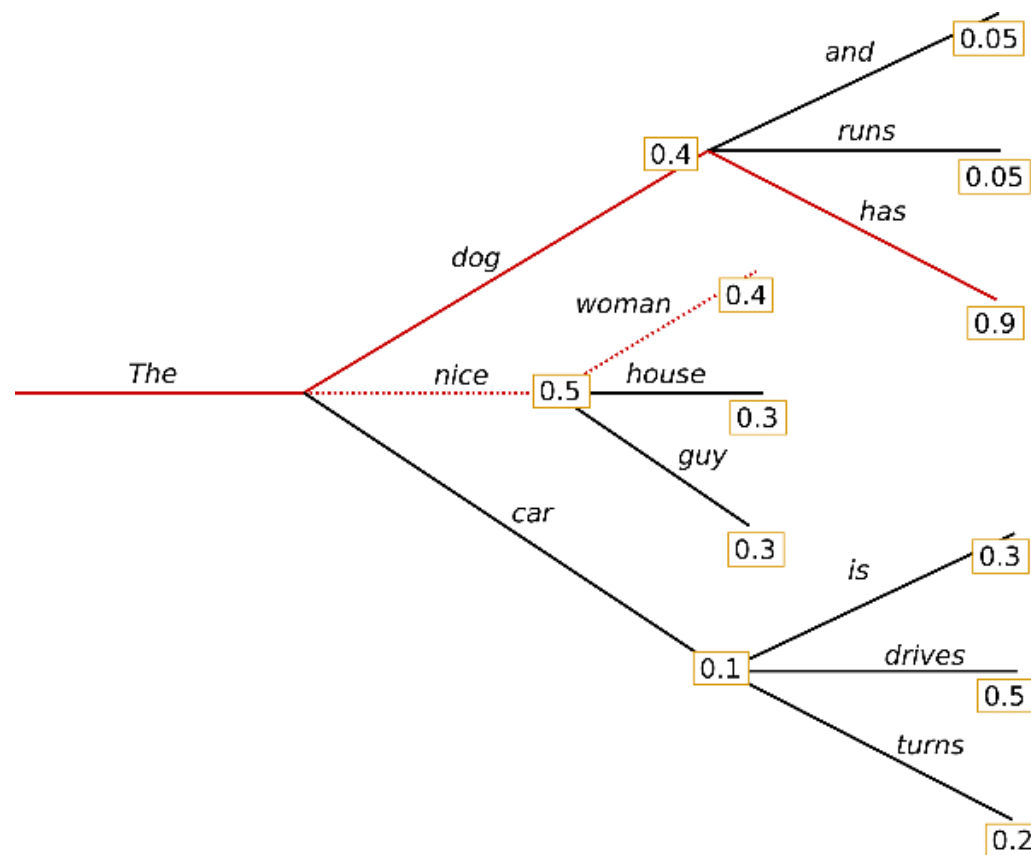 and
0.05
runs
0.4
0.05
has
dog
woman
0.4
0.9
The
nice
0.5
house
0.3
guy
car
0.3
is
0.3
drives
0.1
0.5
turns
0.2